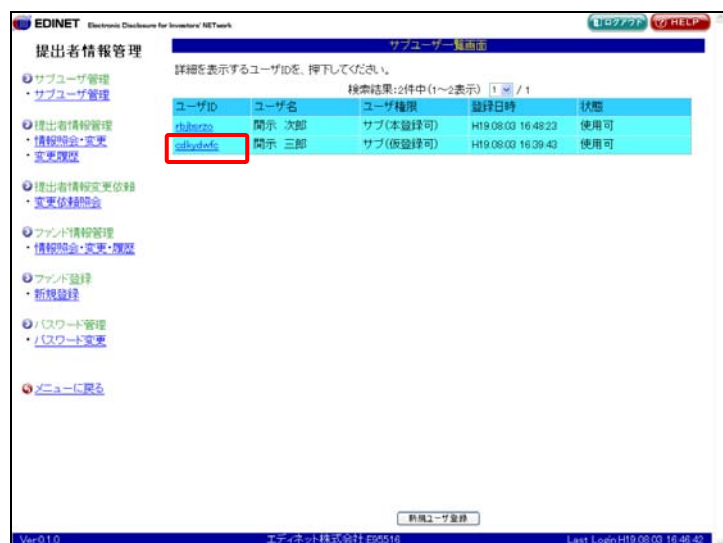 EDINET Electronic Disclosure for Investors' NETwork
ログアウト HELP
提出者情報管理
サブユーザ一覧画面
詳細を表示するユーザIDを、押下してください。
検索結果:2件中(1~2表示) 1 / 1
ユーザID ユーザ名 ユーザ権限 登録日時 状態
開示 次郎 サブ(本登録可) H19.08.03 16:48:23 使用可
cdkydwfc 開示 三郎 サブ(仮登録可) H19.08.03 16:39:43 使用可
サブユーザ管理
・サブユーザ管理
提出者情報管理
・情報照会・変更
・変更履歴
提出者情報変更依頼
・変更依頼照会
ファンド情報管理
・情報照会・変更・履歴
ファンド登録
・新規登録
パスワード管理
・パスワード変更
メニューに戻る
新規ユーザ登録
Ver.0.1.0 エディネット株式会社:E95516 Last Login:H19.08.03 16:46:42